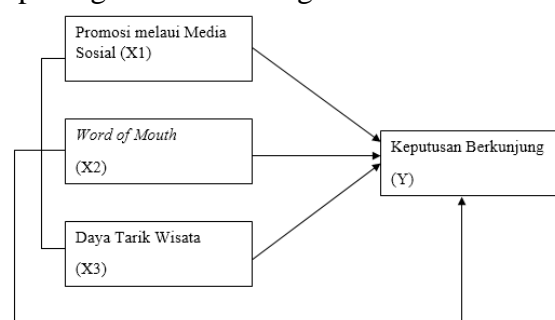 Promosi melaui Media
Sosial (X1)
Word of Mouth
(X2)
Keputusan Berkunjung
(Y)
Daya Tarik Wisata
(X3)